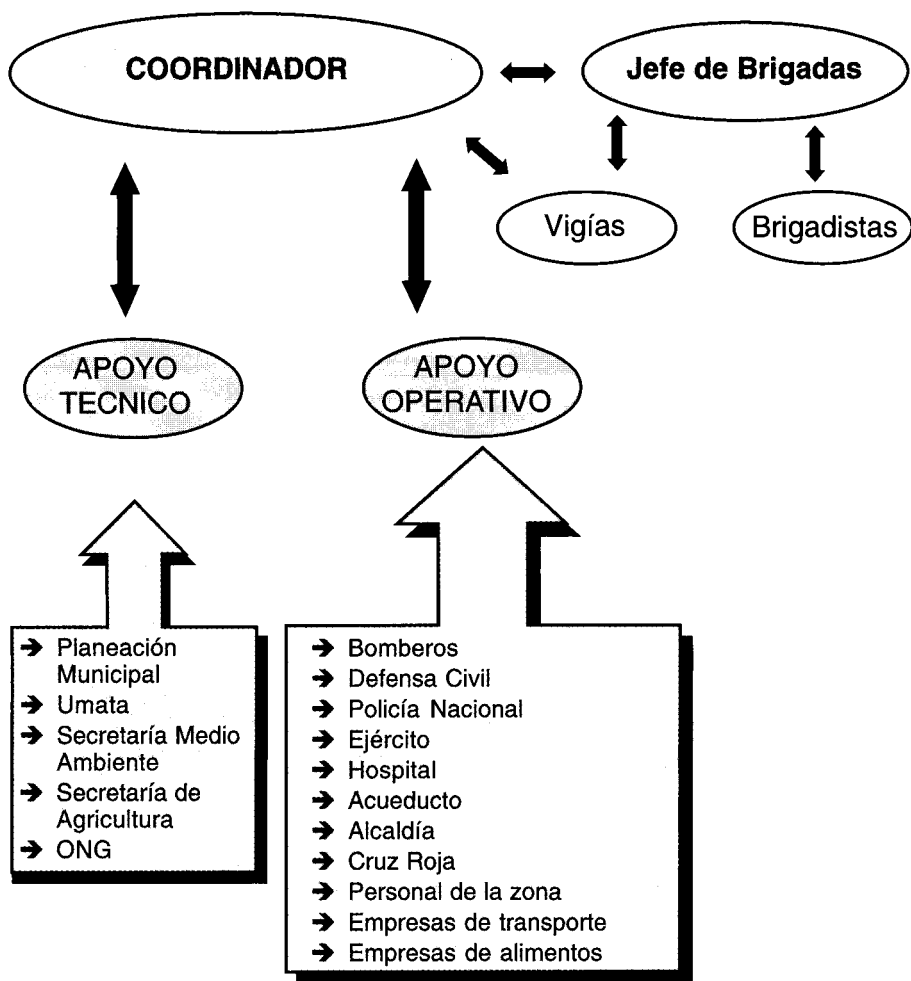 COORDINADOR
Jefe de Brigadas
Vigías
Brigadistas
APOYO
TECNICO
APOYO
OPERATIVO
➔ Planeación
Municipal
➔ Umata
➔ Secretaría Medio
Ambiente
➔ Secretaría de
Agricultura
➔ ONG
➔ Bomberos
➔ Defensa Civil
➔ Policía Nacional
➔ Ejército
➔ Hospital
➔ Acueducto
➔ Alcaldía
➔ Cruz Roja
➔ Personal de la zona
➔ Empresas de transporte
➔ Empresas de alimentos